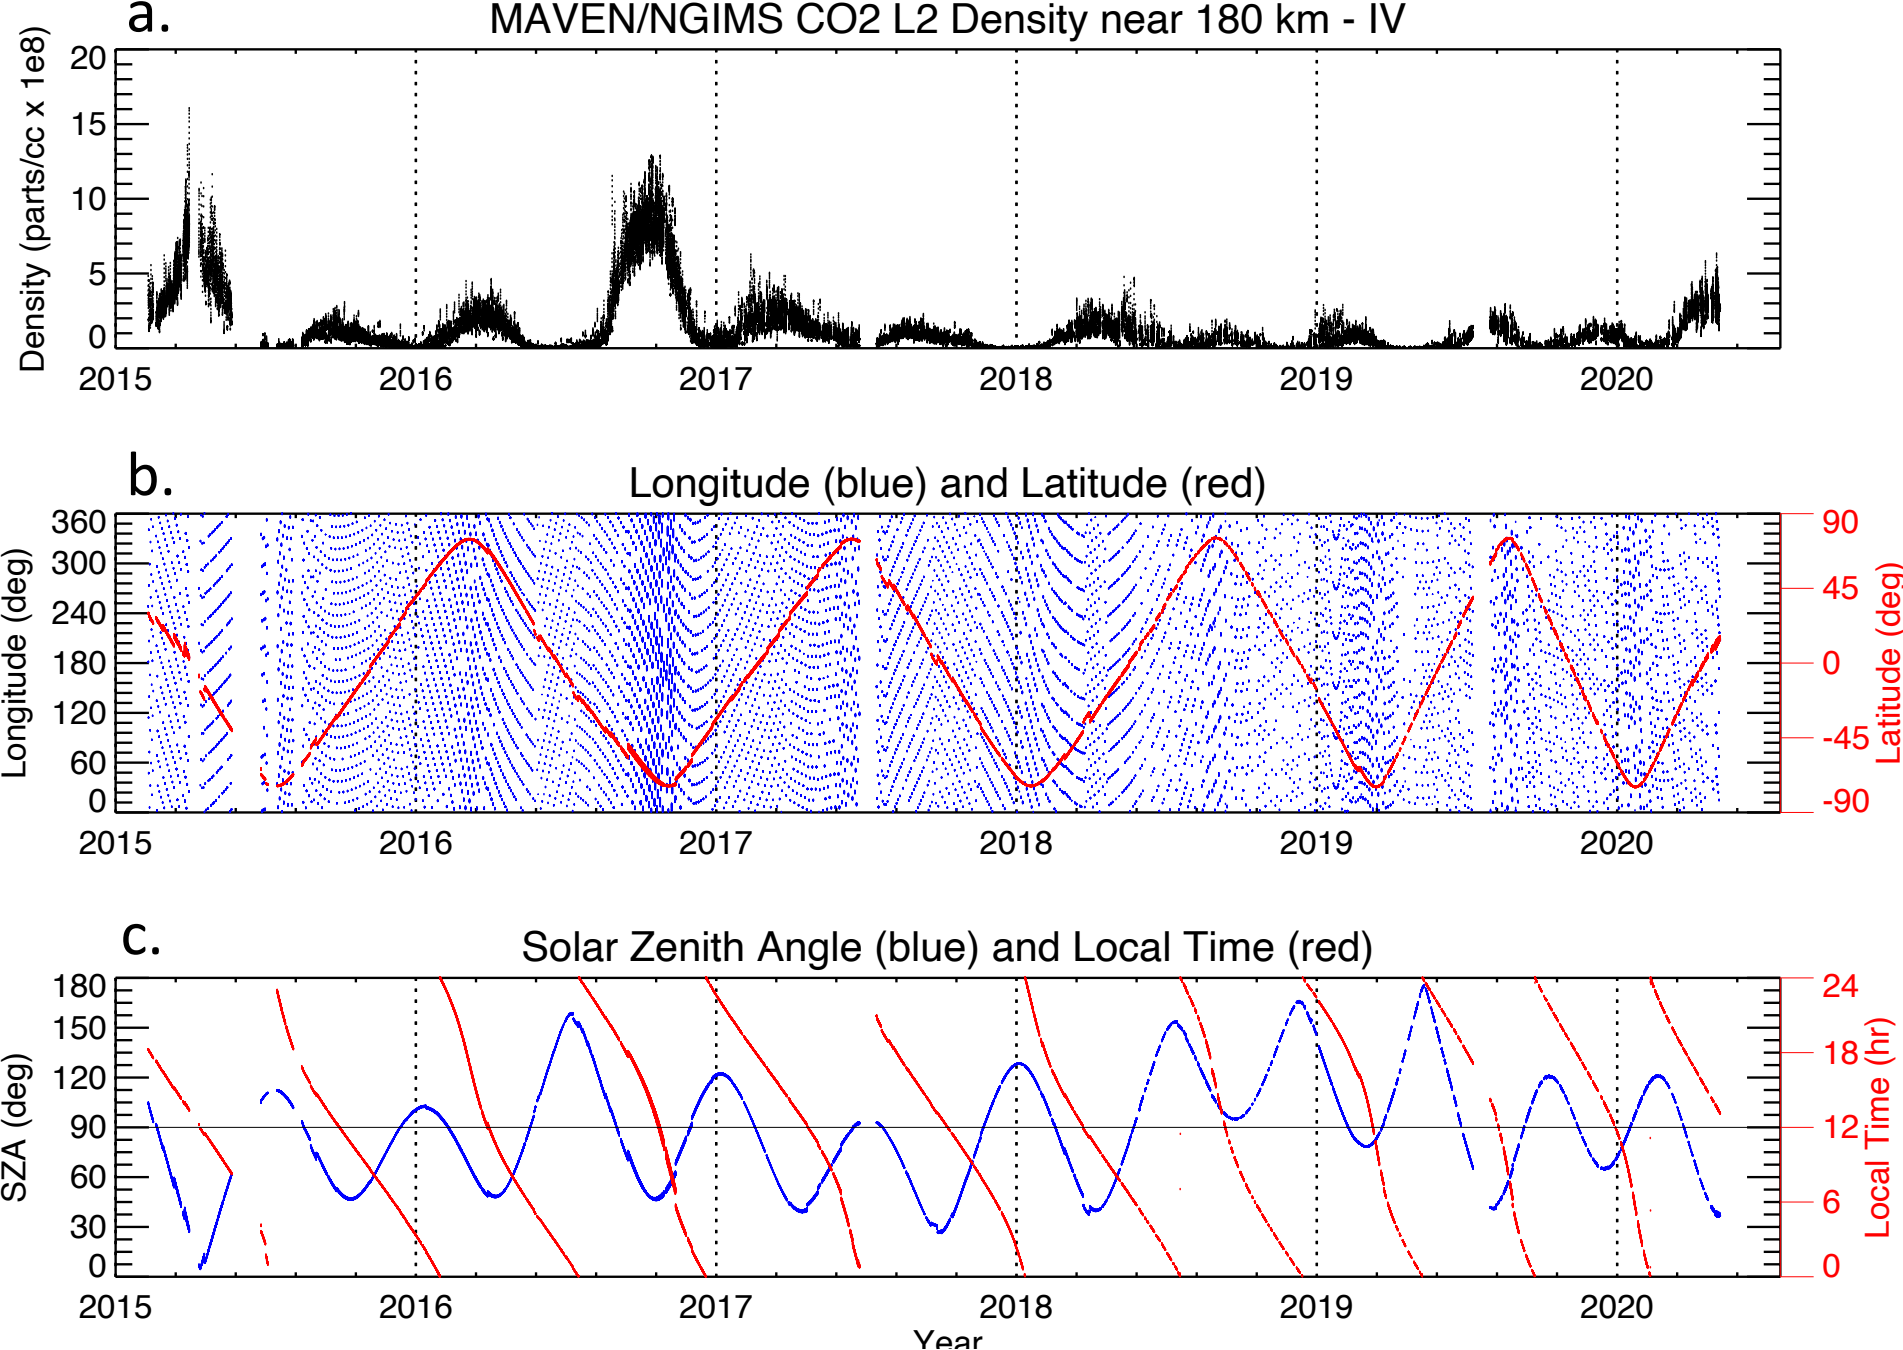 a.
MAVEN/NGIMS CO2 L2 Density near 180 km - IV
Density (parts/cc x 1e8)
20
15
10
5
0
2015 2016 2017 2018 2019 2020
b.
Longitude (blue) and Latitude (red)
Longitude (deg)
360
300
240
180
120
60
0
90
45
0
-45
-90
Latitude (deg)
2015 2016 2017 2018 2019 2020
c.
Solar Zenith Angle (blue) and Local Time (red)
SZA (deg)
180
150
120
90
60
30
0
24
18
12
6
0
Local Time (hr)
2015 2016 2017 2018 2019 2020
Year